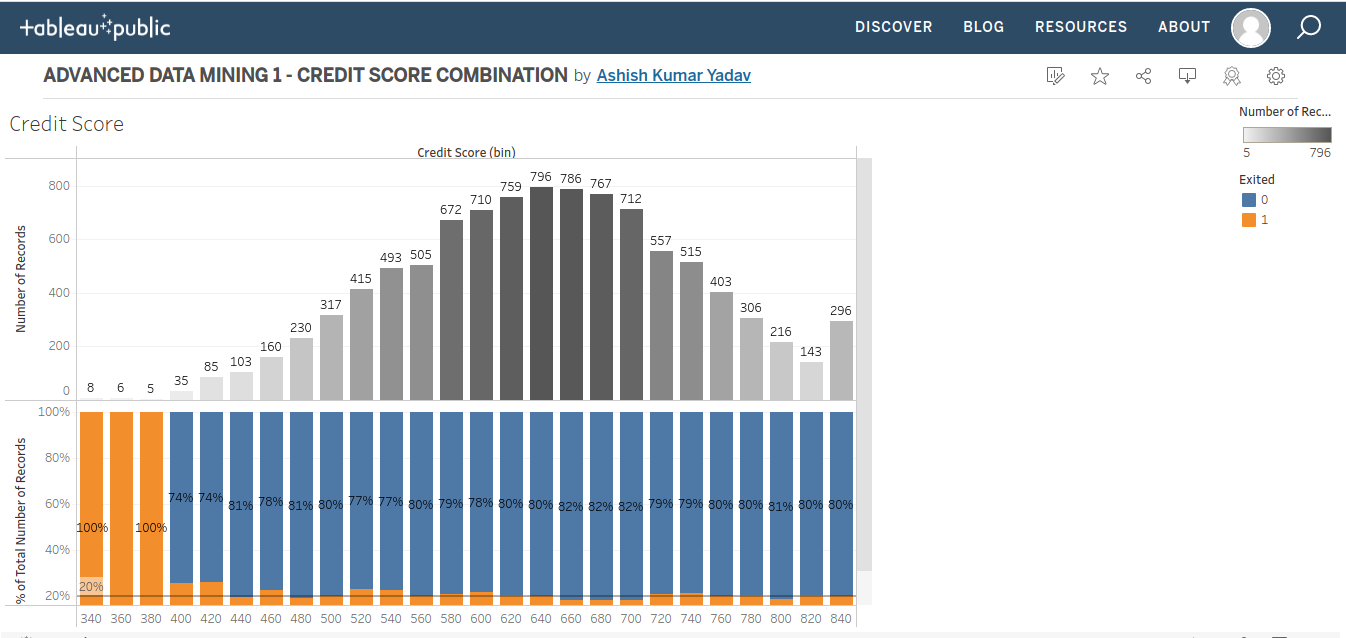 +ableau+public
DISCOVER BLOG RESOURCES ABOUT
ADVANCED DATA MINING 1 - CREDIT SCORE COMBINATION by Ashish Kumar Yadav
Credit Score
Number of Rec...
5 796
Exited
0
1
Credit Score (bin)
Number of Records
800
600
400
200
0
8 6 5 35 85 103 160 230 317 415 493 505 672 710 759 796 786 767 712 557 515 403 306 216 143 296
% of Total Number of Records
100%
80%
60%
40%
20%
100% 100% 74% 74% 81% 78% 81% 80% 77% 77% 80% 79% 78% 80% 80% 82% 82% 82% 79% 79% 80% 80% 81% 80% 80%
20%
340 360 380 400 420 440 460 480 500 520 540 560 580 600 620 640 660 680 700 720 740 760 780 800 820 840